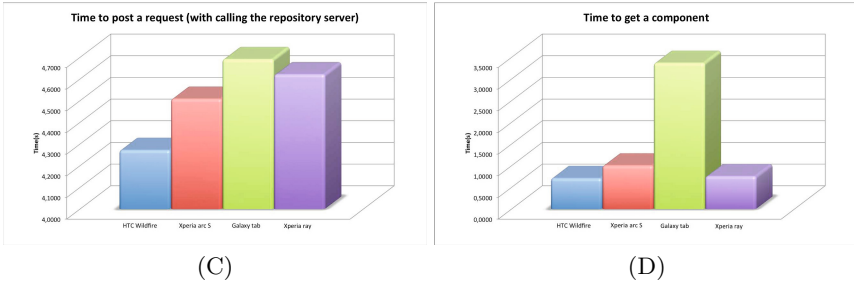 Time to post a request (with calling the repository server)
4,7000
4,6000
4,5000
4,4000
4,3000
4,2000
4,1000
4,0000
Time(s)
HTC Wildfire Xperia arc S Galaxy tab Xperia ray
(C)
Time to get a component
3,5000
3,0000
2,5000
2,0000
1,5000
1,0000
0,5000
0,0000
Time(s)
HTC Wildfire Xperia arc S Galaxy tab Xperia ray
(D)